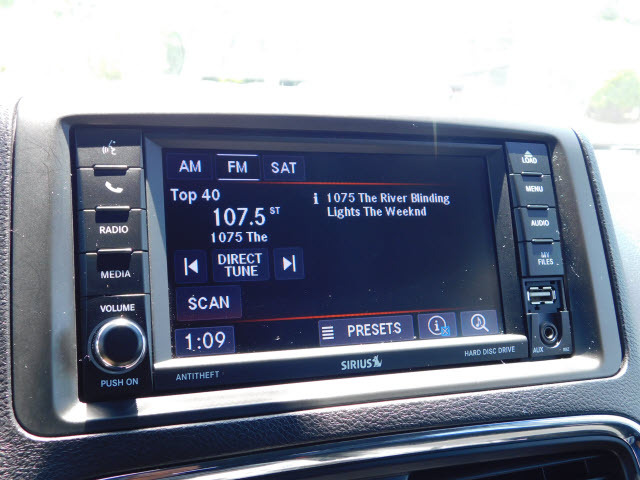 AM FM SAT
Top 40
107.5 ST
1075 The
i 1075 The River Blinding
Lights The Weeknd
DIRECT
TUNE
SCAN
1:09
PRESETS
i
RADIO
MEDIA
VOLUME
PUSH ON
ANTITHEFT
SIRIUS
HARD DISC DRIVE
LOAD
MENU
AUDIO
MY
FILES
AUX